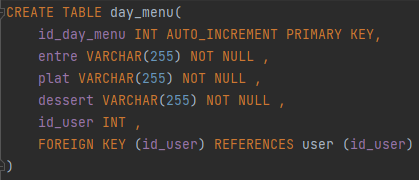 CREATE TABLE day_menu(
    id_day_menu INT AUTO_INCREMENT PRIMARY KEY,
    entre VARCHAR(255) NOT NULL ,
    plat VARCHAR(255) NOT NULL ,
    dessert VARCHAR(255) NOT NULL ,
    id_user INT ,
    FOREIGN KEY (id_user) REFERENCES user (id_user)
)